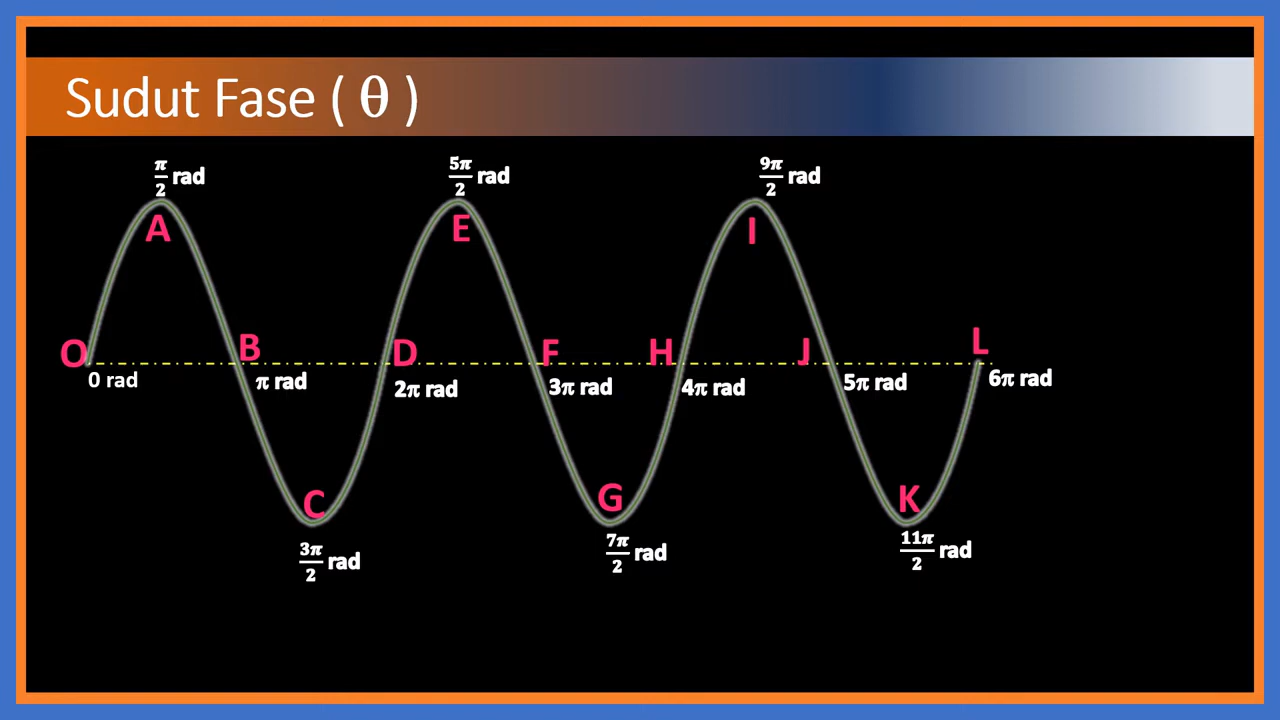 Sudut Fase ( θ )
π/2 rad
5π/2 rad
9π/2 rad
A
E
I
O
B
D
F
H
J
L
0 rad
π rad
2π rad
3π rad
4π rad
5π rad
6π rad
C
G
K
3π/2 rad
7π/2 rad
11π/2 rad